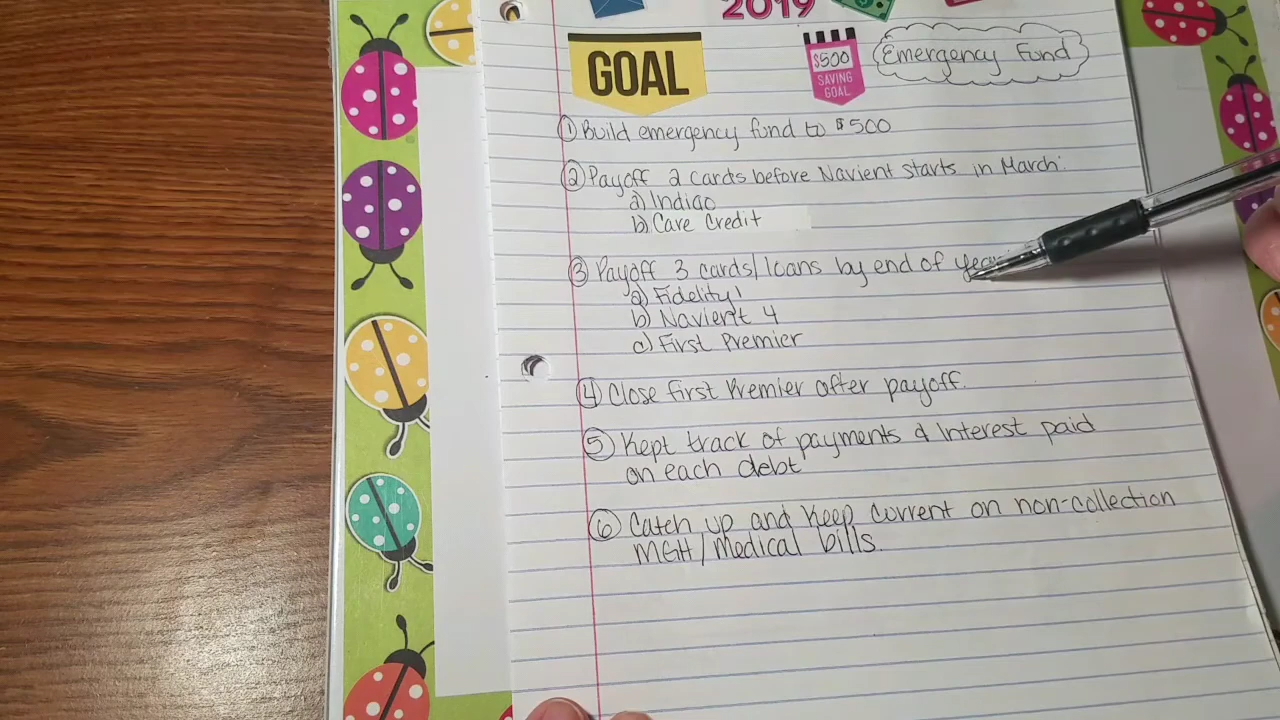 2019
GOAL
$500
SAVING
GOAL
Emergency Fund
① Build emergency fund to $500
② Payoff 2 cards before Navient starts in March:
a) Indigo
b) Care Credit
③ Payoff 3 cards/loans by end of year
a) Fidelity 1
b) Navient 4
c) First Premier
④ Close First Premier after payoff.
⑤ Kept track of payments & Interest paid
on each debt
⑥ Catch up and Keep current on non-collection
MGH/medical bills.